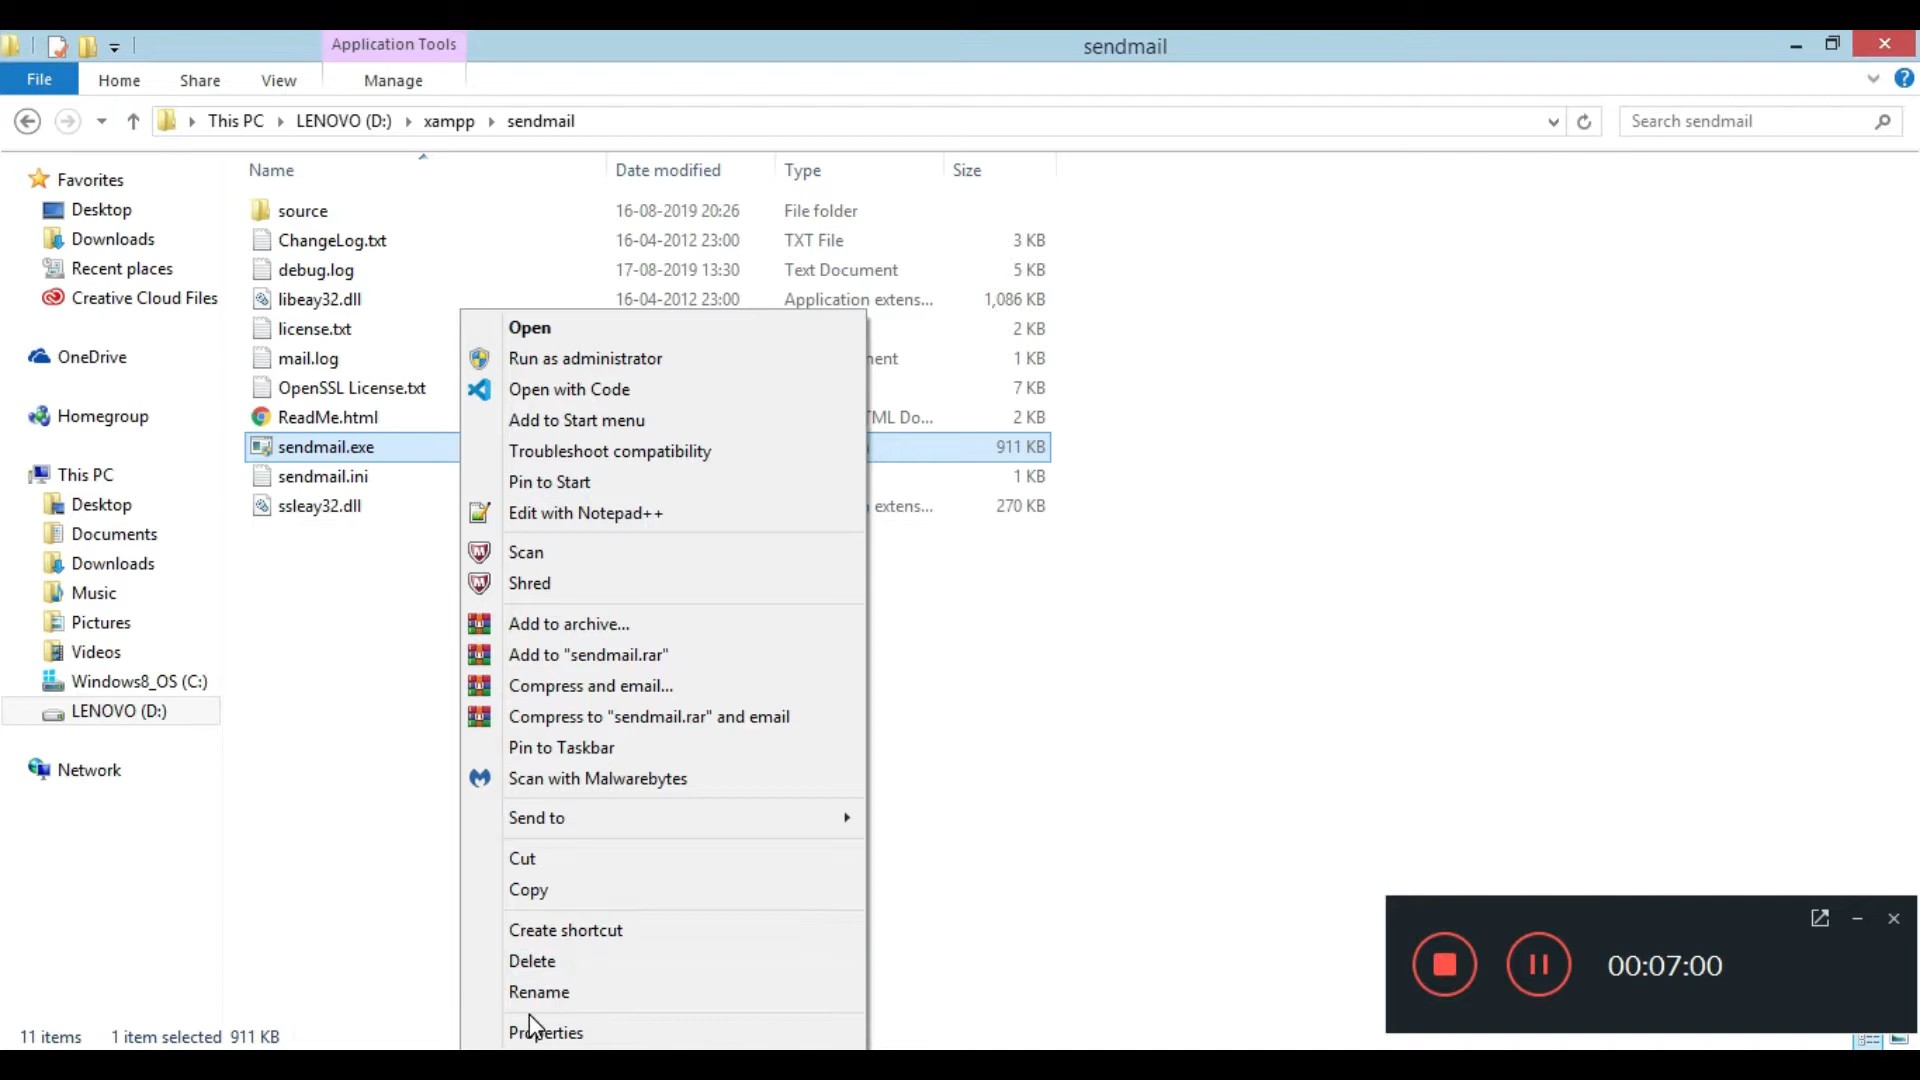 Application Tools
sendmail
File
Home
Share
View
Manage
This PC
LENOVO (D:)
xampp
sendmail
Search sendmail
Name
Date modified
Type
Size
Favorites
Desktop
Downloads
Recent places
Creative Cloud Files
OneDrive
Homegroup
This PC
Desktop
Documents
Downloads
Music
Pictures
Videos
Windows8_OS (C:)
LENOVO (D:)
Network
source 16-08-2019 20:26 File folder
ChangeLog.txt 16-04-2012 23:00 TXT File 3 KB
debug.log 17-08-2019 13:30 Text Document 5 KB
libeay32.dll 16-04-2012 23:00 Application extens... 1,086 KB
license.txt 2 KB
mail.log 1 KB
OpenSSL License.txt 7 KB
ReadMe.html 2 KB
sendmail.exe 911 KB
sendmail.ini 1 KB
ssleay32.dll extens... 270 KB
Open
Run as administrator
Open with Code
Add to Start menu
Troubleshoot compatibility
Pin to Start
Edit with Notepad++
Scan
Shred
Add to archive...
Add to "sendmail.rar"
Compress and email...
Compress to "sendmail.rar" and email
Pin to Taskbar
Scan with Malwarebytes
Send to
Cut
Copy
Create shortcut
Delete
Rename
Properties
00:07:00
11 items 1 item selected 911 KB